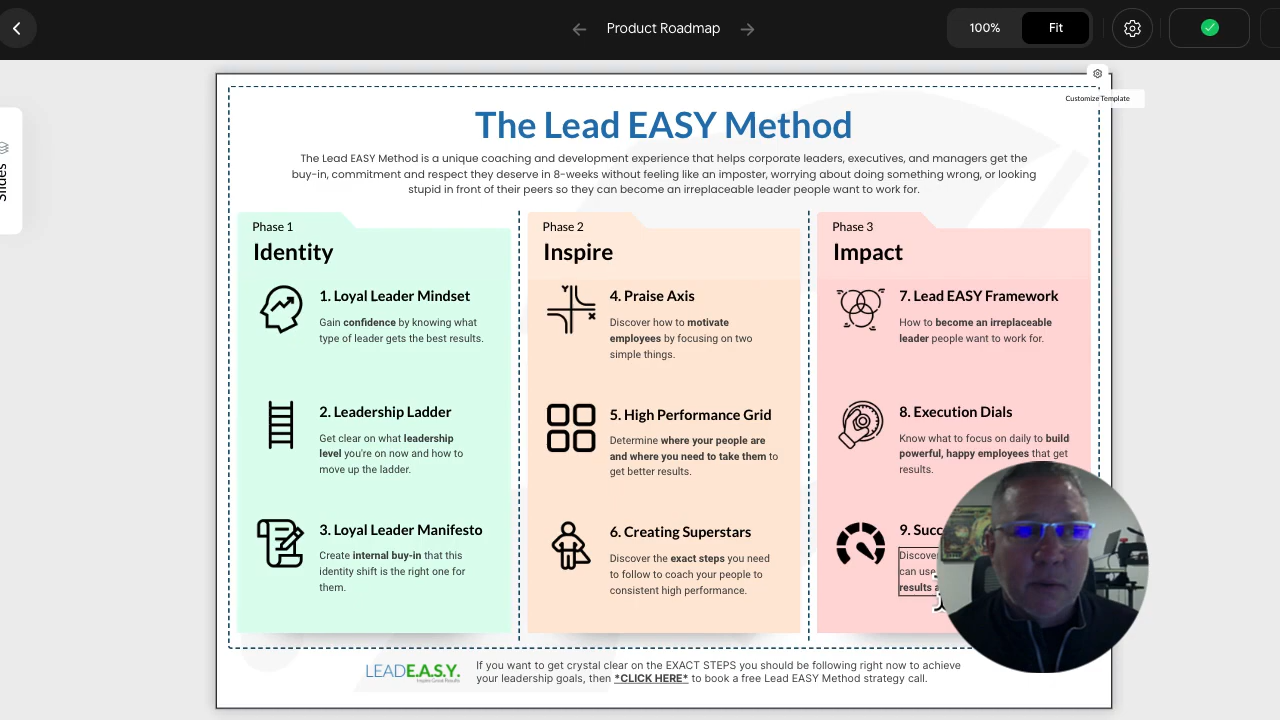 Product Roadmap
100%
Fit
Customize Template
Slides
The Lead EASY Method
The Lead EASY Method is a unique coaching and development experience that helps corporate leaders, executives, and managers get the
buy-in, commitment and respect they deserve in 8-weeks without feeling like an imposter, worrying about doing something wrong, or looking
stupid in front of their peers so they can become an irreplaceable leader people want to work for.
Phase 1
Identity
1. Loyal Leader Mindset
Gain confidence by knowing what
type of leader gets the best results.
2. Leadership Ladder
Get clear on what leadership
level you're on now and how to
move up the ladder.
3. Loyal Leader Manifesto
Create internal buy-in that this
identity shift is the right one for
them.
Phase 2
Inspire
4. Praise Axis
Discover how to motivate
employees by focusing on two
simple things.
5. High Performance Grid
Determine where your people are
and where you need to take them to
get better results.
6. Creating Superstars
Discover the exact steps you need
to follow to coach your people to
consistent high performance.
Phase 3
Impact
7. Lead EASY Framework
How to become an irreplaceable
leader people want to work for.
8. Execution Dials
Know what to focus on daily to build
powerful, happy employees that get
results.
9.
can use
results
LEADE.A.S.Y.
Inspire Great Results
If you want to get crystal clear on the EXACT STEPS you should be following right now to achieve
your leadership goals, then *CLICK HERE* to book a free Lead EASY Method strategy call.